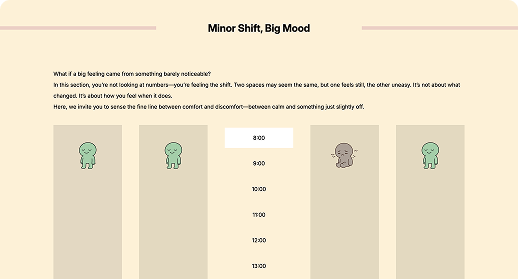 Minor Shift, Big Mood
What if a big feeling came from something barely noticeable?
In this section, you're not looking at numbers—you're feeling the shift. Two spaces may seem the same, but one feels still, the other uneasy. It's not about what
changed. It's about how you feel when it does.
Here, we invite you to sense the fine line between comfort and discomfort—between calm and something just slightly off.
8:00
9:00
10:00
11:00
12:00
13:00